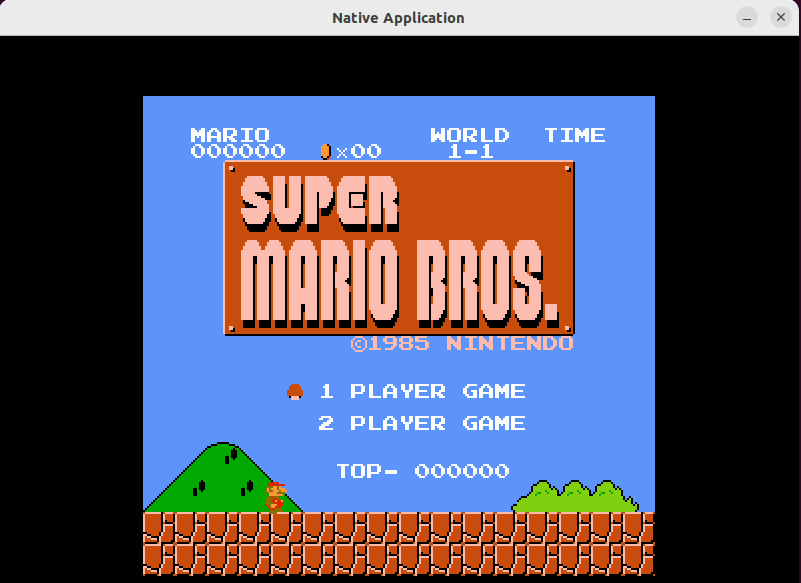 Native Application
MARIO WORLD TIME
000000 ×00 1-1
SUPER
MARIO BROS.
©1985 NINTENDO
1 PLAYER GAME
2 PLAYER GAME
TOP- 000000